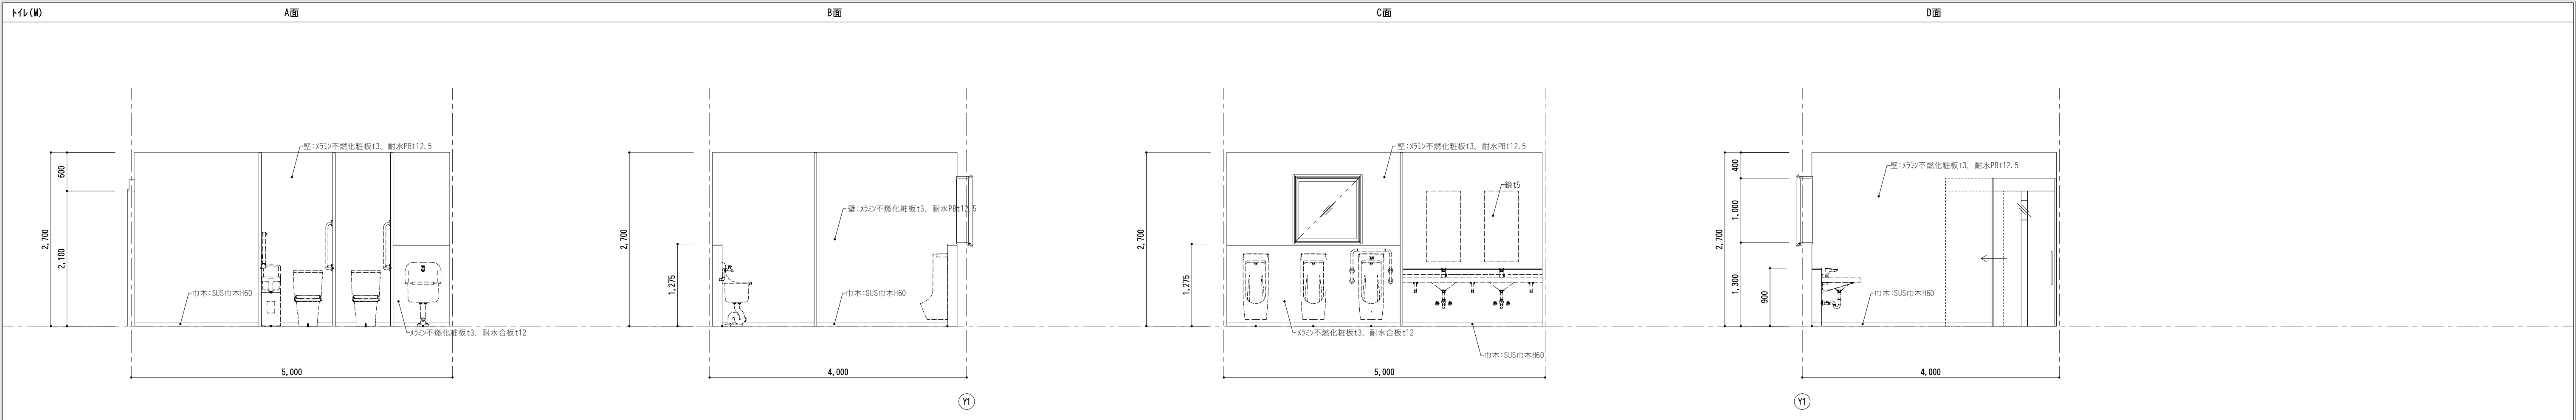 ﾄｲﾚ(M)
A面
B面
C面
D面
壁:ﾒﾗﾐﾝ不燃化粧板t3、耐水PBt12.5
600
2,700
2,100
巾木:SUS巾木H60
ﾒﾗﾐﾝ不燃化粧板t3、耐水合板t12
5,000
壁:ﾒﾗﾐﾝ不燃化粧板t3、耐水PBt12.5
2,700
1,275
巾木:SUS巾木H60
4,000
Y1
壁:ﾒﾗﾐﾝ不燃化粧板t3、耐水PBt12.5
鏡t5
2,700
1,275
ﾒﾗﾐﾝ不燃化粧板t3、耐水合板t12
巾木:SUS巾木H60
5,000
壁:ﾒﾗﾐﾝ不燃化粧板t3、耐水PBt12.5
400
1,000
2,700
1,300
900
巾木:SUS巾木H60
4,000
Y1